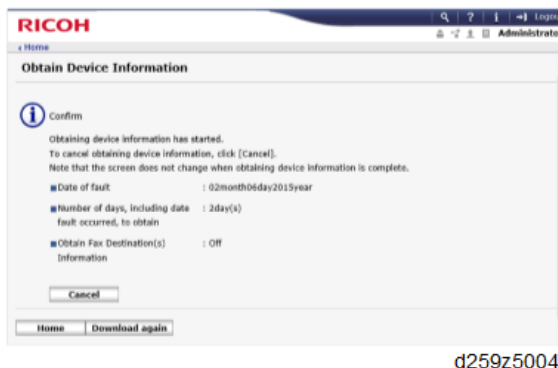 RICOH
Logou
Home
Administrato
Obtain Device Information
Confirm
Obtaining device information has started.
To cancel obtaining device information, click [Cancel].
Note that the screen does not change when obtaining device information is complete.
Date of fault : 02month06day2015year
Number of days, including date : 2day(s)
fault occurred, to obtain
Obtain Fax Destination(s) : Off
Information
Cancel
Home Download again
d259z5004